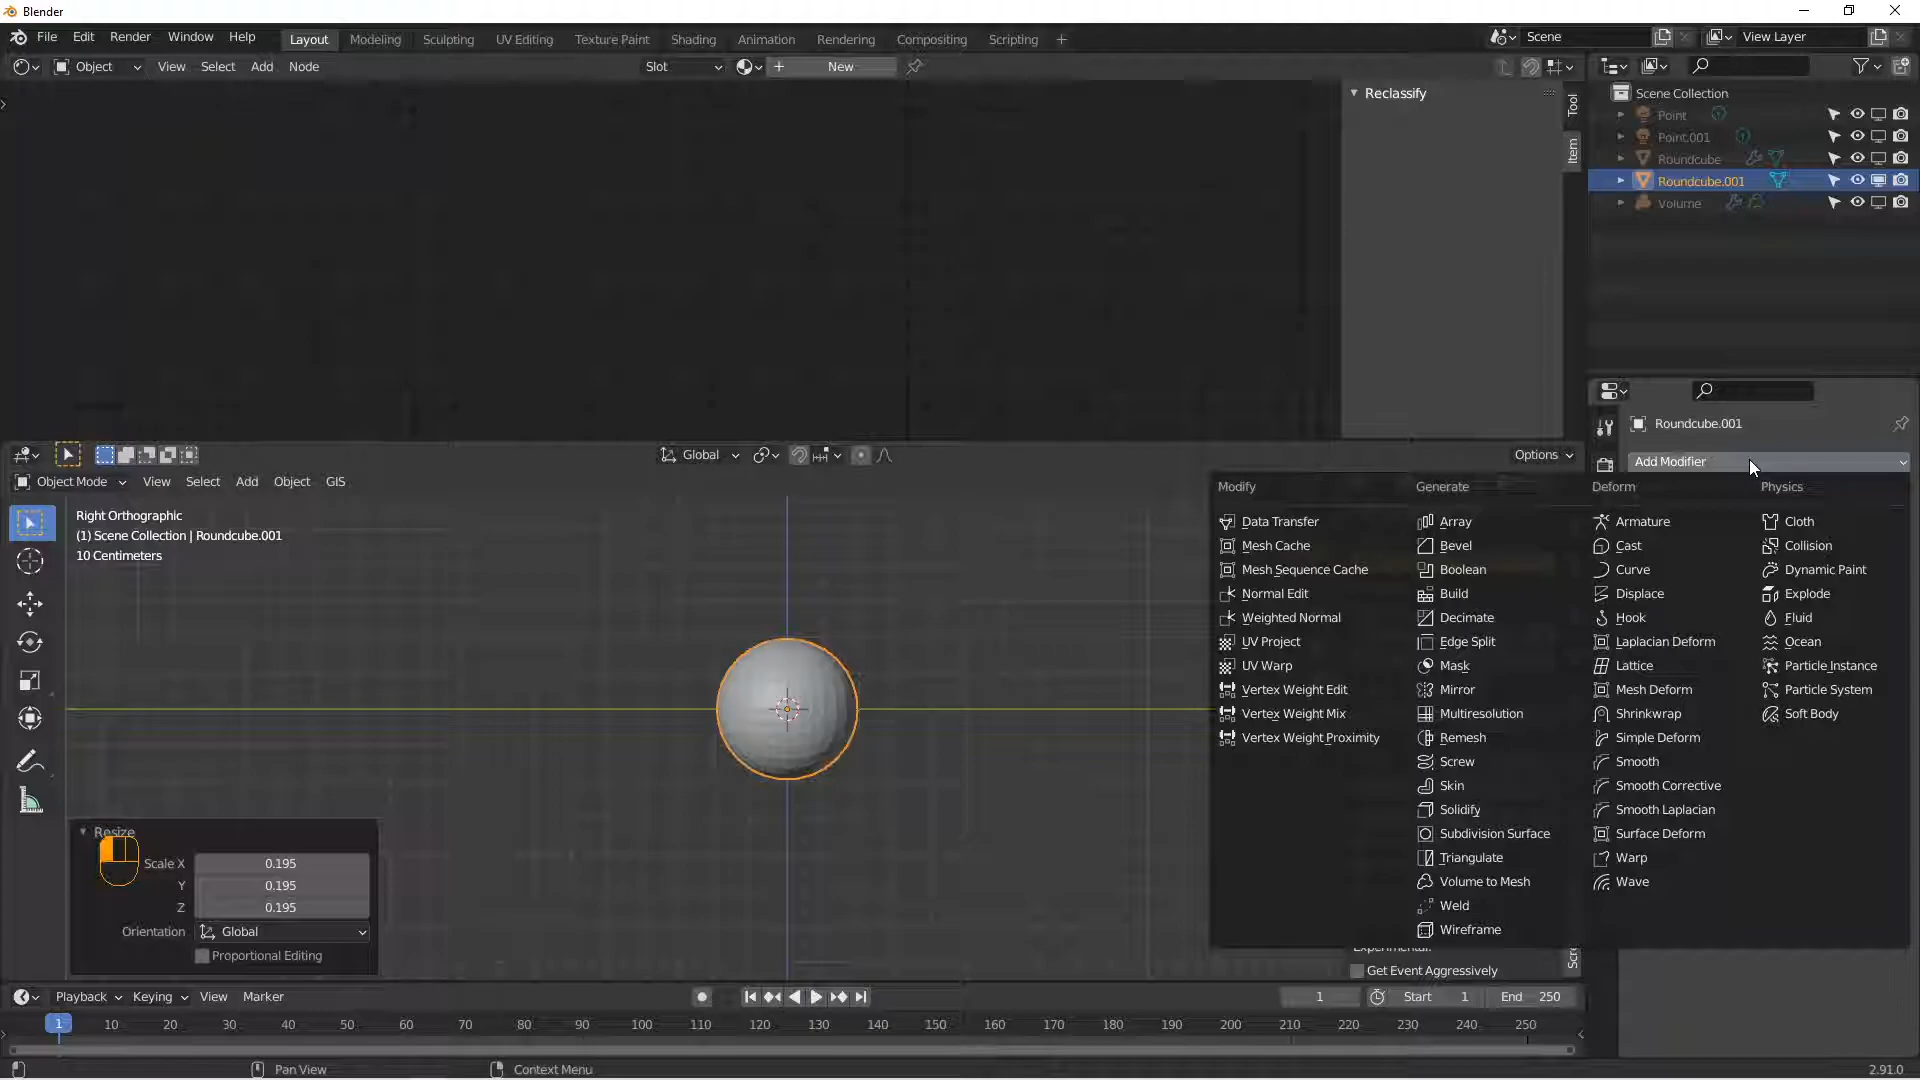 Blender
File Edit Render Window Help Layout Modeling Sculpting UV Editing Texture Paint Shading Animation Rendering Compositing Scripting +
Scene View Layer
Object View Select Add Node Slot New
Reclassify
Tool
Item
Scene Collection
Point
Point.001
Roundcube
Roundcube.001
Volume
Roundcube.001
Add Modifier
Global Options
Object Mode View Select Add Object GIS
Right Orthographic
(1) Scene Collection | Roundcube.001
10 Centimeters
Modify
Data Transfer
Mesh Cache
Mesh Sequence Cache
Normal Edit
Weighted Normal
UV Project
UV Warp
Vertex Weight Edit
Vertex Weight Mix
Vertex Weight Proximity
Generate
Array
Bevel
Boolean
Build
Decimate
Edge Split
Mask
Mirror
Multiresolution
Remesh
Screw
Skin
Solidify
Subdivision Surface
Triangulate
Volume to Mesh
Weld
Wireframe
Deform
Armature
Cast
Curve
Displace
Hook
Laplacian Deform
Lattice
Mesh Deform
Shrinkwrap
Simple Deform
Smooth
Smooth Corrective
Smooth Laplacian
Surface Deform
Warp
Wave
Physics
Cloth
Collision
Dynamic Paint
Explode
Fluid
Ocean
Particle Instance
Particle System
Soft Body
Resize
Scale X 0.195
Y 0.195
Z 0.195
Orientation Global
Proportional Editing
Get Event Aggressively
Playback Keying View Marker 1 Start 1 End 250
1 10 20 30 40 50 60 70 80 90 100 110 120 130 140 150 160 170 180 190 200 210 220 230 240 250
Pan View Context Menu 2.91.0